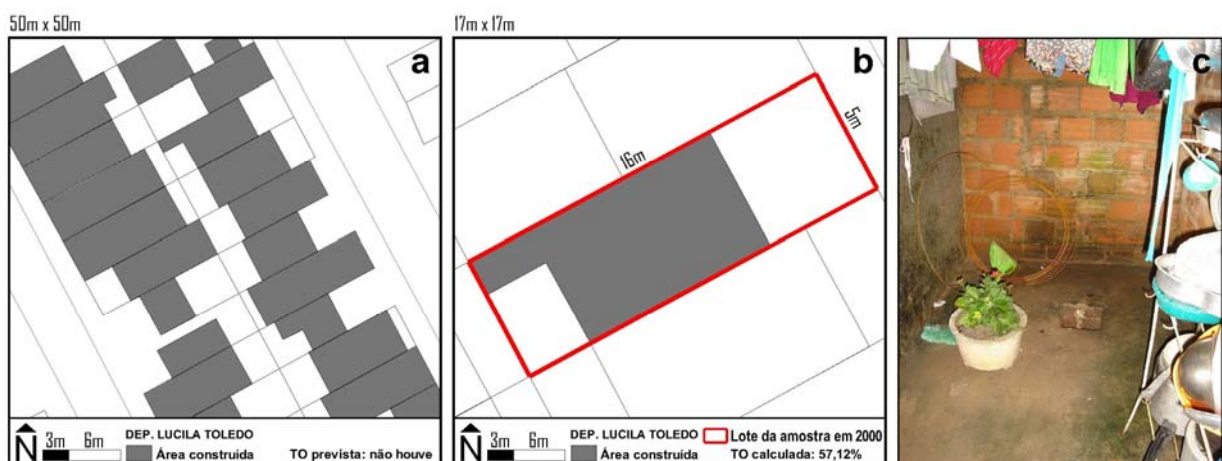 50m x 50m
a
N
3m 6m
DEP. LUCILA TOLEDO
Área construída
TO prevista: não houve
17m x 17m
b
16m
5m
N
3m 6m
DEP. LUCILA TOLEDO
Área construída
Lote da amostra em 2000
TO calculada: 57,12%
c